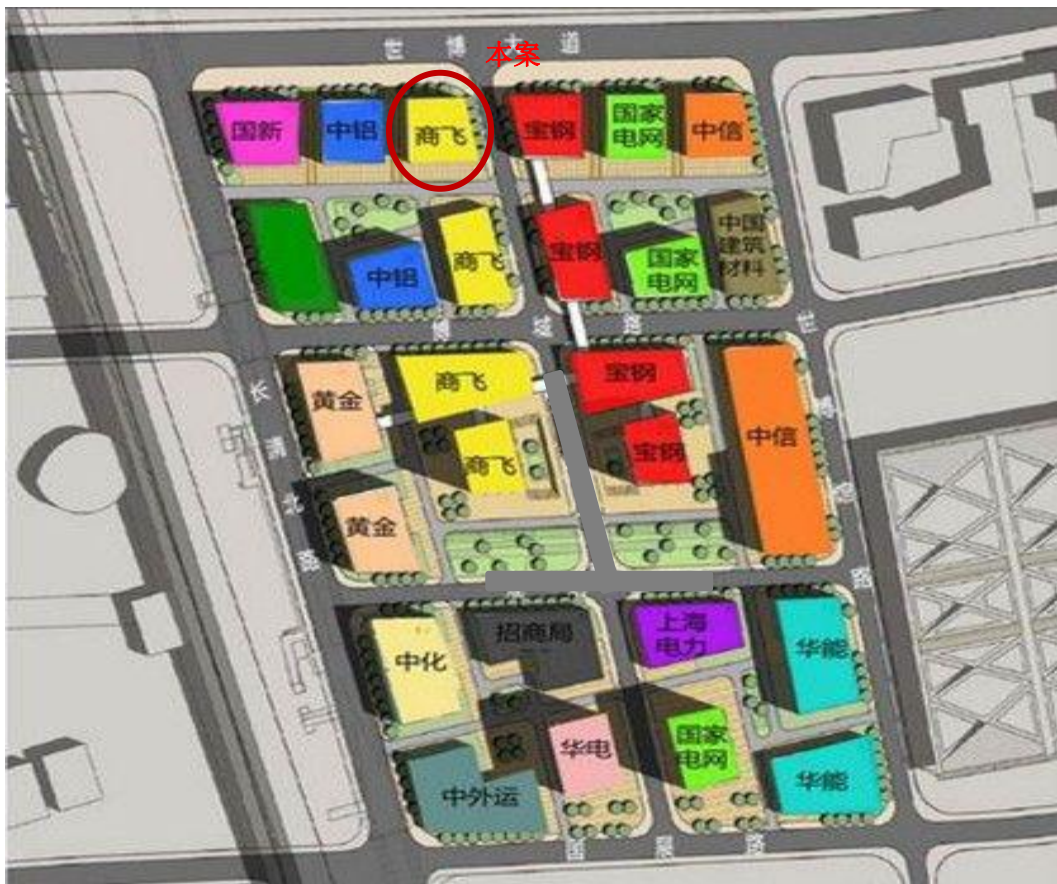 世博大道
本案
国新
中铝
商飞
宝钢
国家
电网
中信
中铝
商飞
宝钢
国家
电网
中国
建筑
材料
黄金
商飞
宝钢
中信
商飞
宝钢
黄金
中化
招商局
上海
电力
华能
中外运
华电
国家
电网
华能